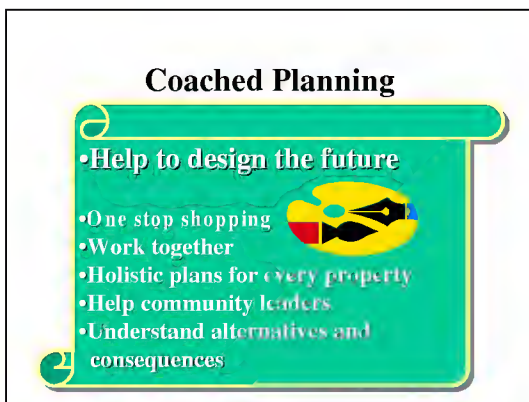 Coached Planning
•Help to design the future
•One stop shopping
•Work together
•Holistic plans for every property
•Help community leaders
•Understand alternatives and
consequences